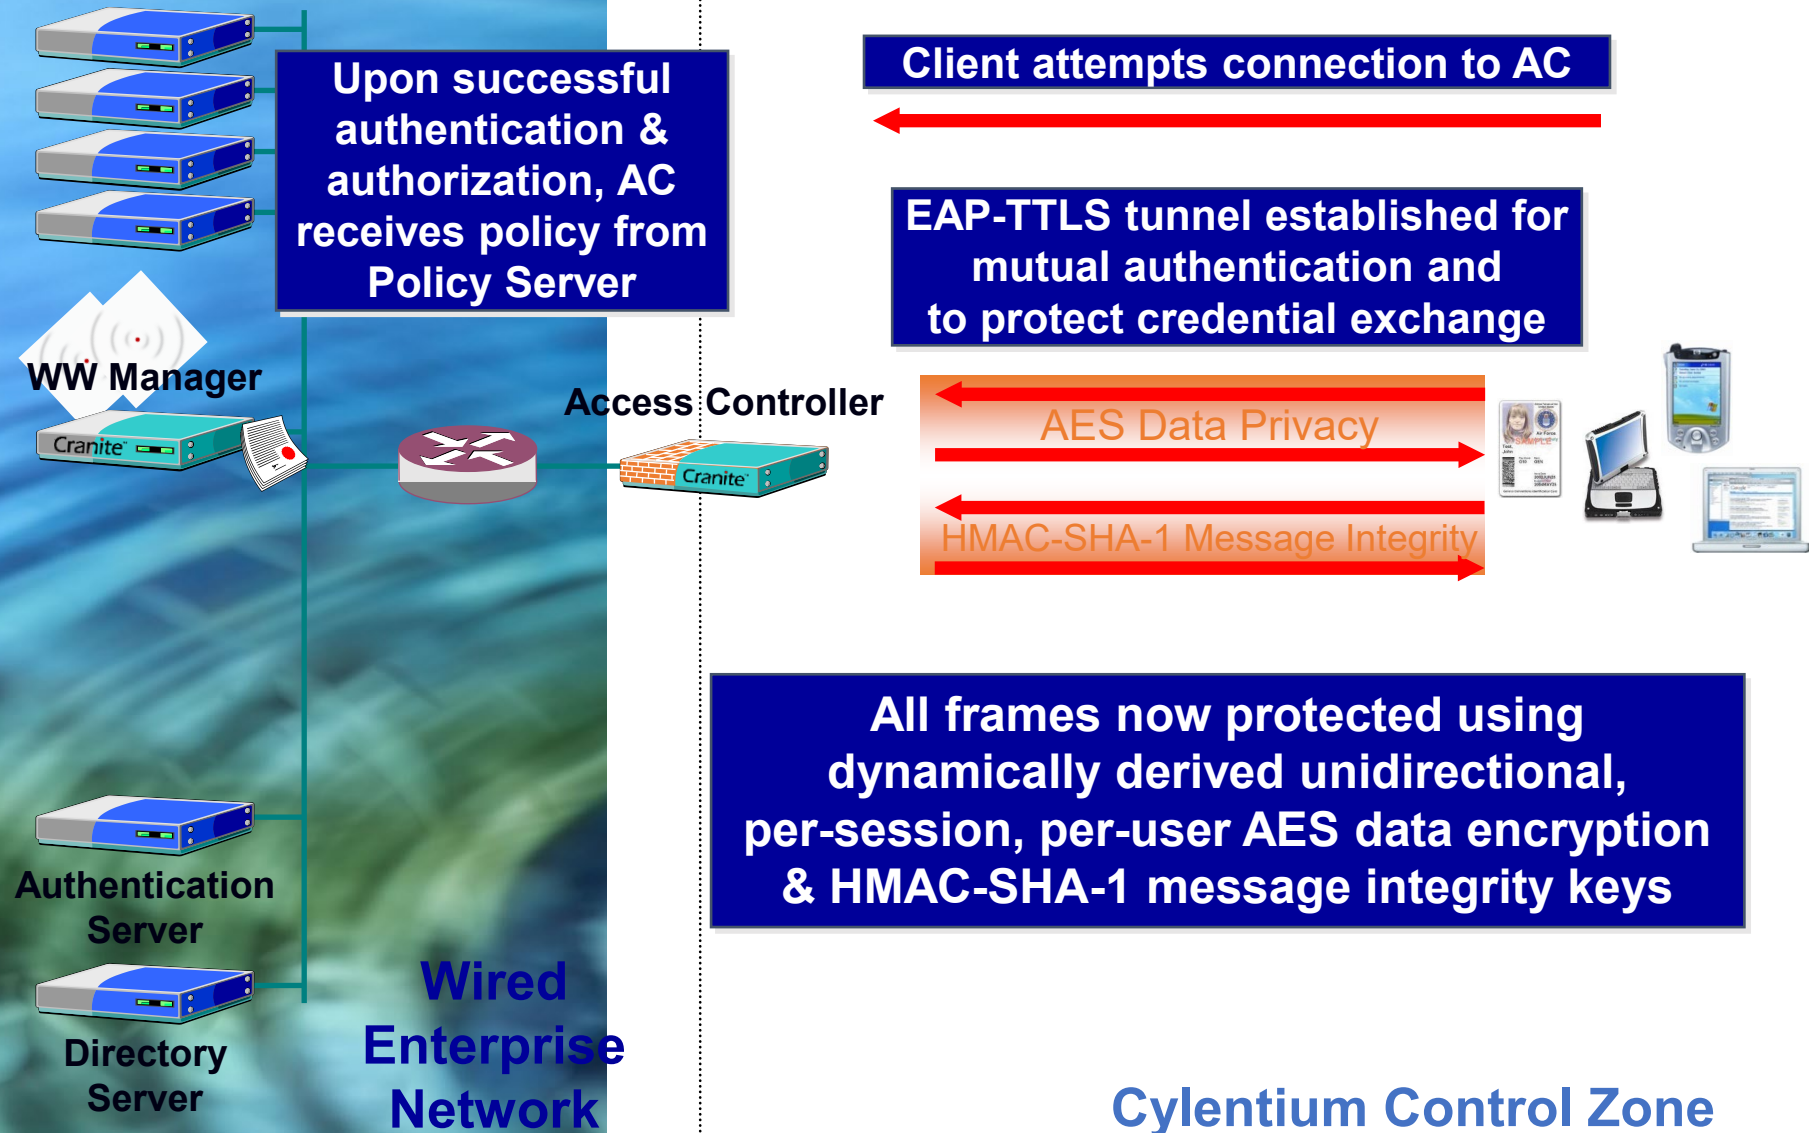 Upon successful
authentication &
authorization, AC
receives policy from
Policy Server
Client attempts connection to AC
EAP-TTLS tunnel established for
mutual authentication and
to protect credential exchange
WW Manager
Cranite
Access Controller
Cranite
AES Data Privacy
HMAC-SHA-1 Message Integrity
All frames now protected using
dynamically derived unidirectional,
per-session, per-user AES data encryption
& HMAC-SHA-1 message integrity keys
Authentication
Server
Directory
Server
Wired
Enterprise
Network
Cylentium Control Zone